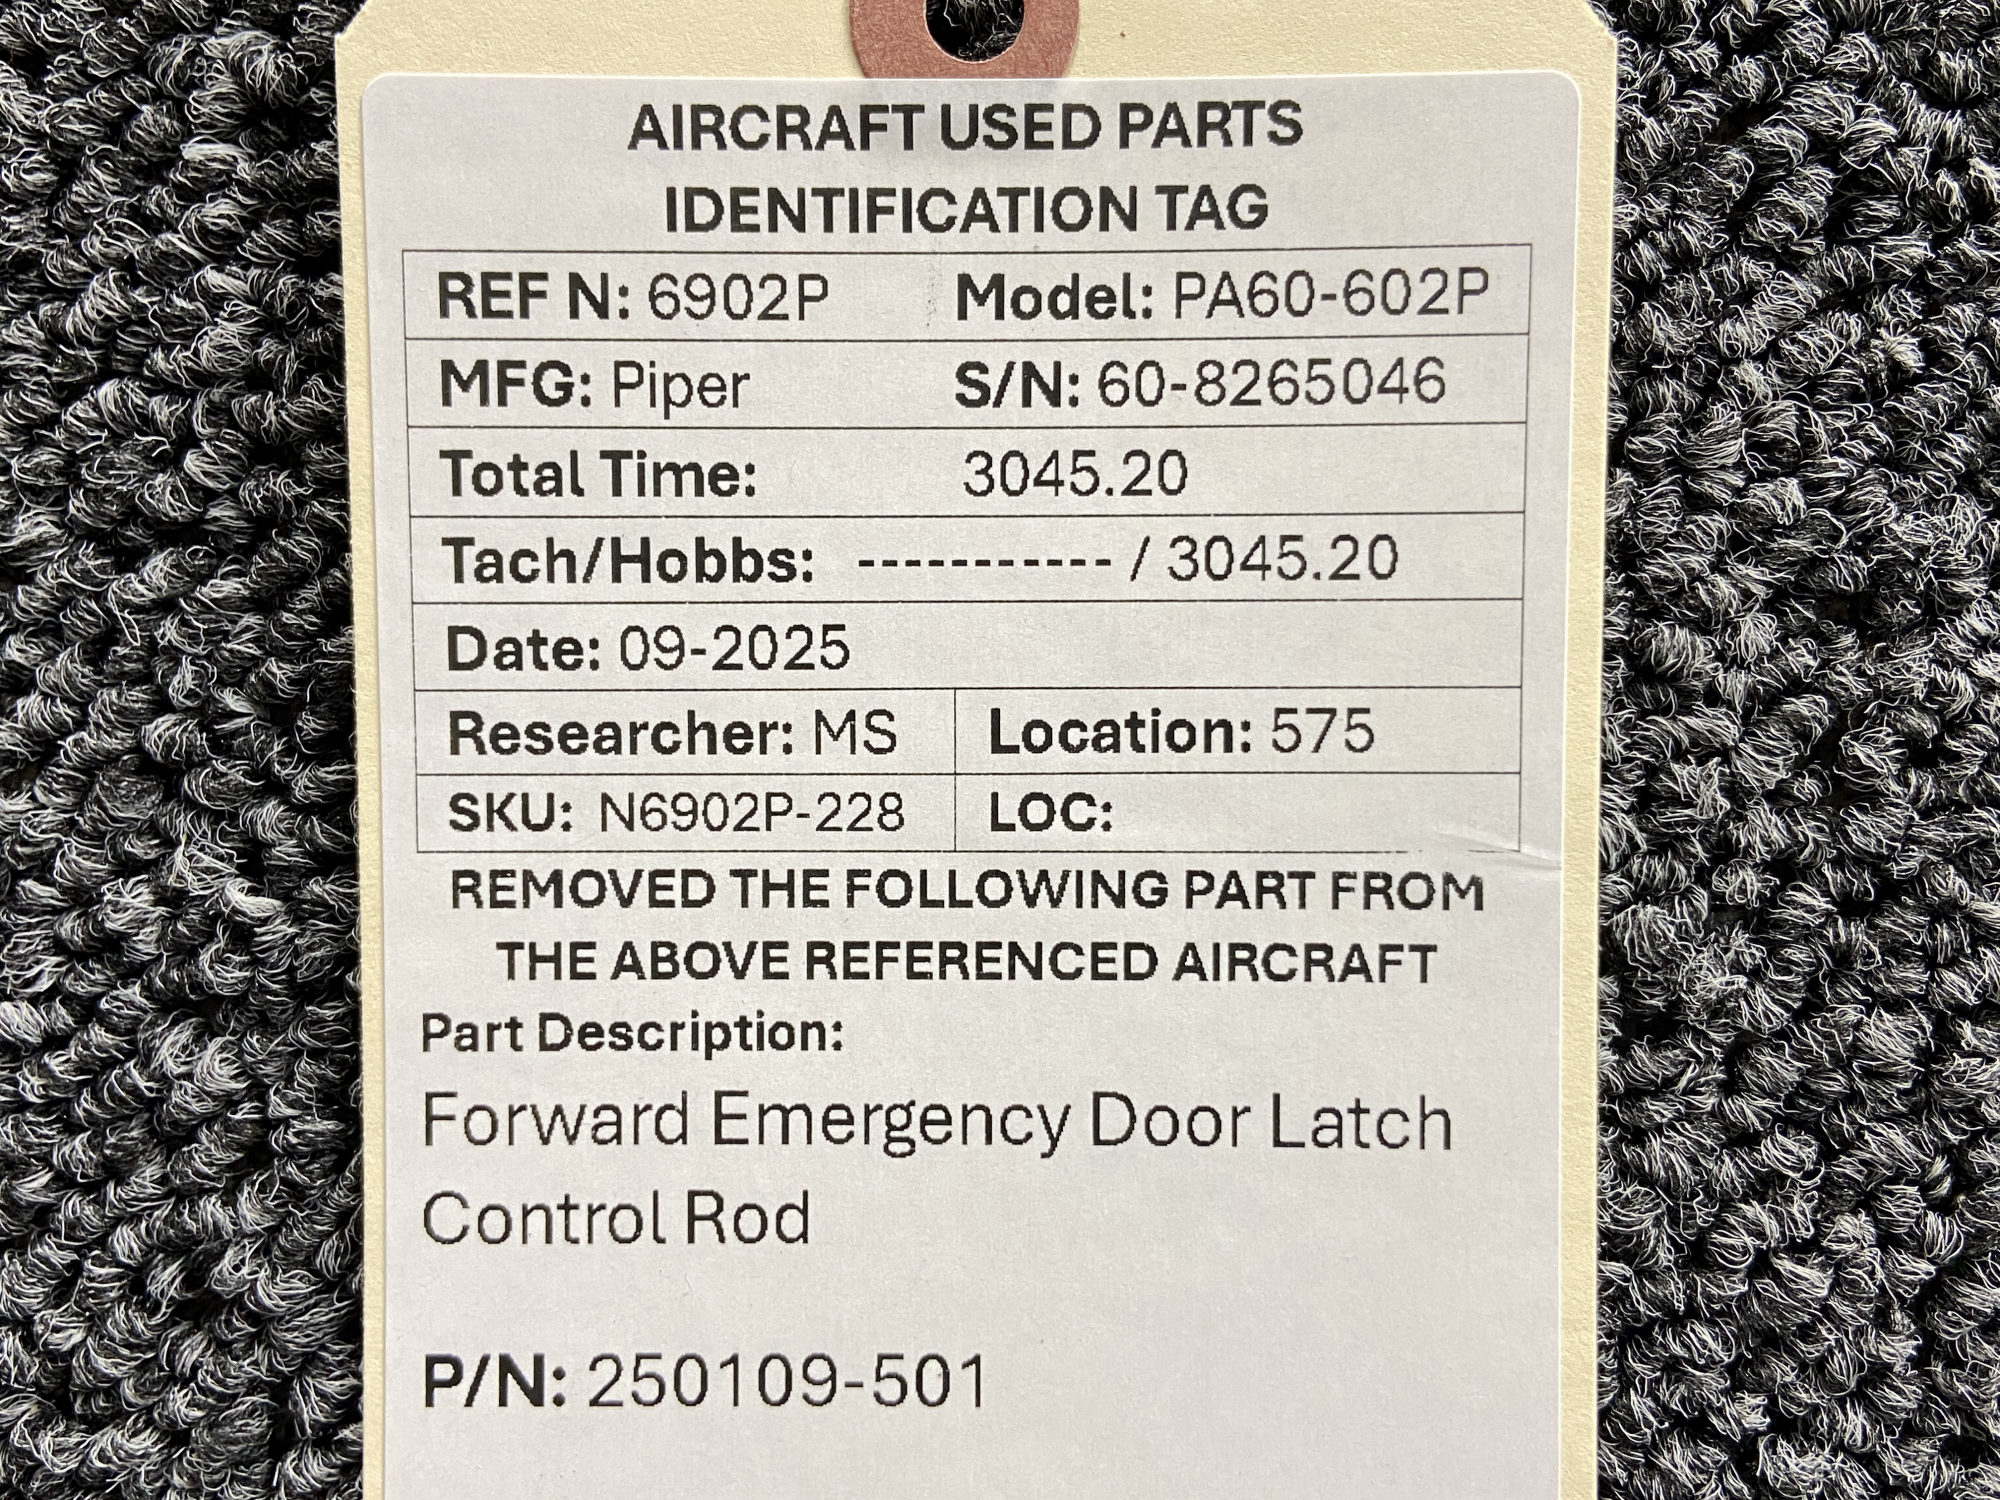 AIRCRAFT USED PARTS
IDENTIFICATION TAG
REF N: 6902P Model: PA60-602P
MFG: Piper S/N: 60-8265046
Total Time: 3045.20
Tach/Hobbs: ----------- / 3045.20
Date: 09-2025
Researcher: MS Location: 575
SKU: N6902P-228 LOC:
REMOVED THE FOLLOWING PART FROM
THE ABOVE REFERENCED AIRCRAFT
Part Description:
Forward Emergency Door Latch
Control Rod
P/N: 250109-501